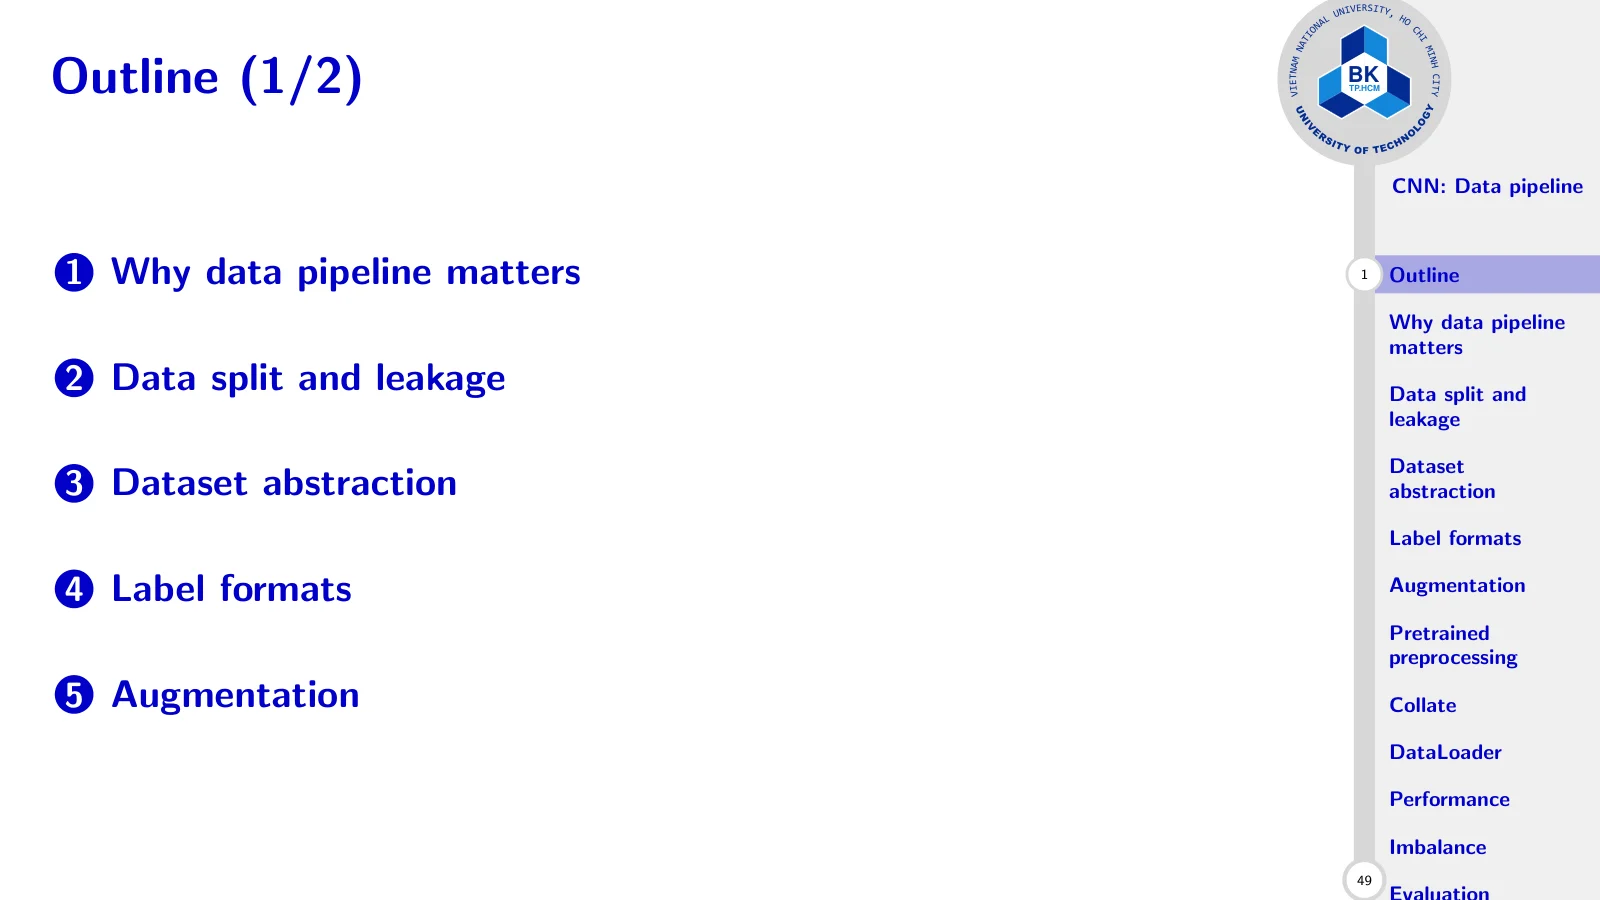 Outline (1/2)
1 Why data pipeline matters
2 Data split and leakage
3 Dataset abstraction
4 Label formats
5 Augmentation
VIETNAM NATIONAL UNIVERSITY, HO CHI MINH CITY
BK
TP.HCM
UNIVERSITY OF TECHNOLOGY
CNN: Data pipeline
1
Outline
Why data pipeline
matters
Data split and
leakage
Dataset
abstraction
Label formats
Augmentation
Pretrained
preprocessing
Collate
DataLoader
Performance
Imbalance
49
Evaluation